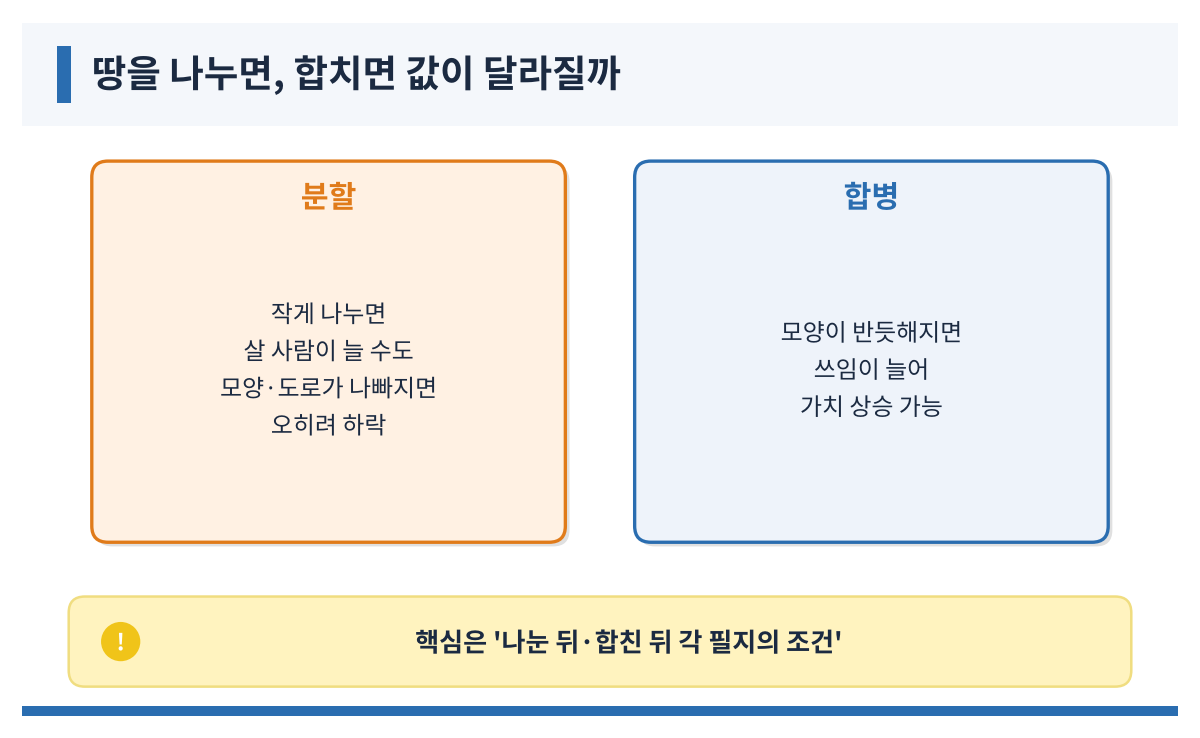 땅을 나누면, 합치면 값이 달라질까
분할
작게 나누면
살 사람이 늘 수도
모양·도로가 나빠지면
오히려 하락
합병
모양이 반듯해지면
쓰임이 늘어
가치 상승 가능
!
핵심은 '나눈 뒤·합친 뒤 각 필지의 조건'